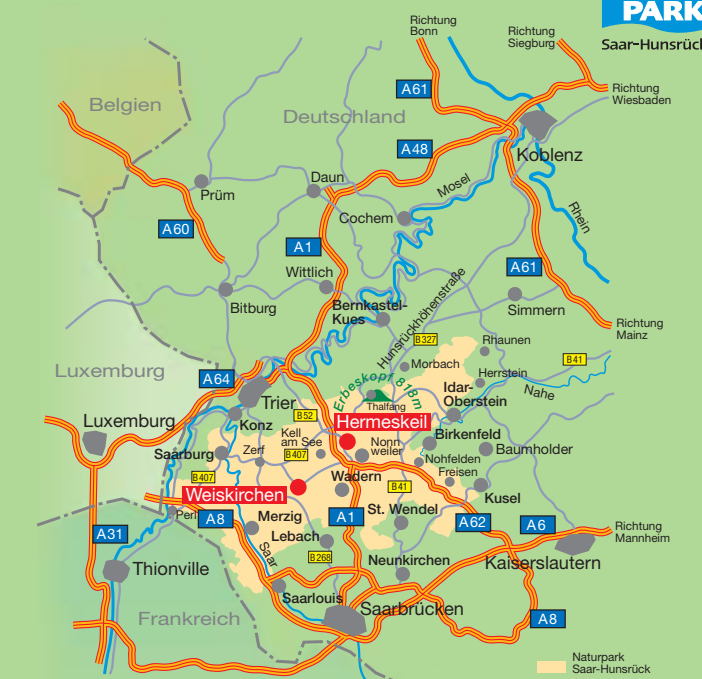 PARK
Saar-Hunsrück
Richtung
Bonn
Richtung
Siegburg
Richtung
Wiesbaden
Belgien
Deutschland
A61
A48
Koblenz
Mosel
Rhein
Daun
Prüm
Cochem
A60
A1
A61
Wittlich
Bitburg
Simmern
Bernkastel-
Kues
Hunsrückhöhenstraße
Richtung
Mainz
B327
Rhaunen
B41
Morbach
Herrstein
Nahe
Luxemburg
A64
Erbeskopf 818m
Idar-
Oberstein
Thalfang
Trier
B52
Hermeskeil
Luxemburg
Konz
Kell
am See
Nonn
weiler
Birkenfeld
Baumholder
Saarburg
Zerf
B407
Nohfelden
Freisen
B407
Wadern
B41
Kusel
Weiskirchen
Perl
A8
Merzig
A1
St. Wendel
A62
A6
Richtung
Mannheim
A31
Lebach
Saar
B268
Neunkirchen
Kaiserslautern
Thionville
Saarlouis
Saarbrücken
Frankreich
A8
Naturpark
Saar-Hunsrück